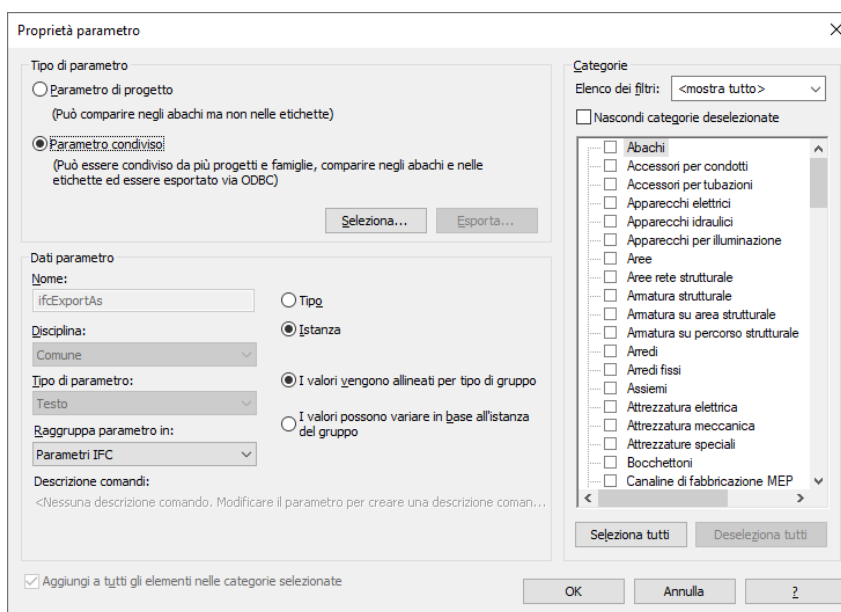 Proprietà parametro
Tipo di parametro
Parametro di progetto
(Può comparire negli abachi ma non nelle etichette)
Parametro condiviso
(Può essere condiviso da più progetti e famiglie, comparire negli abachi e nelle
etichette ed essere esportato via ODBC)
Seleziona...
Esporta...
Dati parametro
Nome:
ifcExportAs
Tipo
Disciplina:
Istanza
Comune
Tipo di parametro:
I valori vengono allineati per tipo di gruppo
Testo
I valori possono variare in base all'istanza
del gruppo
Raggruppa parametro in:
Parametri IFC
Descrizione comandi:
<Nessuna descrizione comando. Modificare il parametro per creare una descrizione coman...
Aggiungi a tutti gli elementi nelle categorie selezionate
Categorie
Elenco dei filtri: <mostra tutto>
Nascondi categorie deselezionate
Abachi
Accessori per condotti
Accessori per tubazioni
Apparecchi elettrici
Apparecchi idraulici
Apparecchi per illuminazione
Aree
Aree rete strutturale
Armatura strutturale
Armatura su area strutturale
Armatura su percorso strutturale
Arredi
Arredi fissi
Assiemi
Attrezzatura elettrica
Attrezzatura meccanica
Attrezzature speciali
Bocchettoni
Canaline di fabbricazione MEP
Seleziona tutti
Deseleziona tutti
OK
Annulla
?